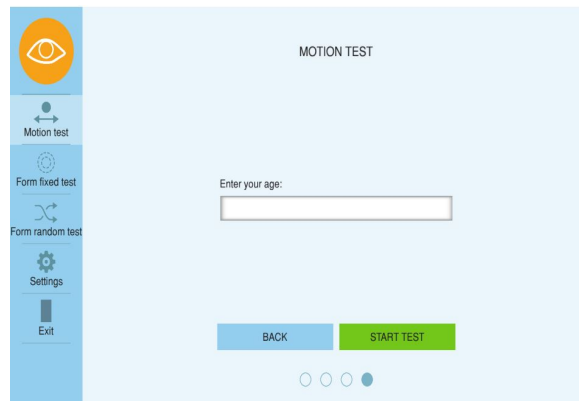 MOTION TEST
Motion test
Form fixed test
Form random test
Settings
Exit
Enter your age:
BACK
START TEST